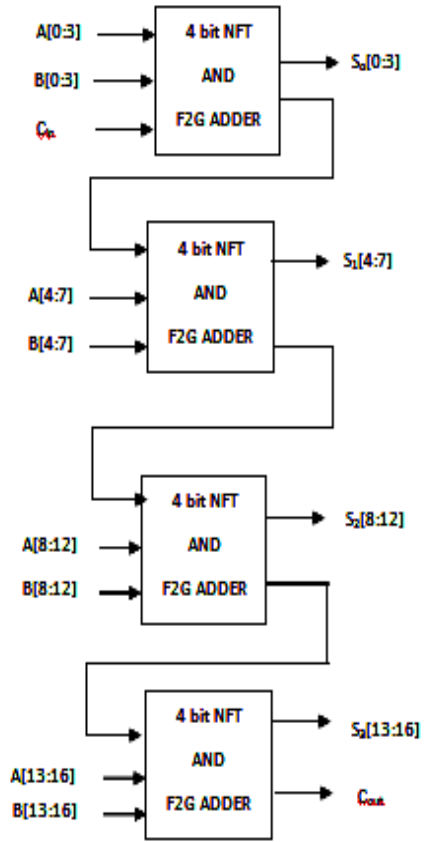 A[0:3]
B[0:3]
Cin
4 bit NFT
AND
F2G ADDER
S₀[0:3]
4 bit NFT
AND
F2G ADDER
A[4:7]
B[4:7]
S₁[4:7]
4 bit NFT
AND
F2G ADDER
A[8:12]
B[8:12]
S₂[8:12]
4 bit NFT
AND
F2G ADDER
A[13:16]
B[13:16]
S₃[13:16]
Cout